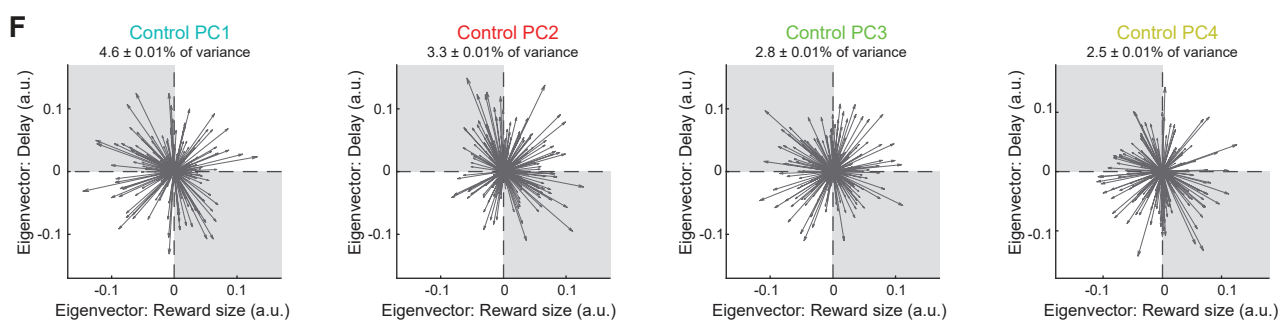 F
Control PC1
4.6 ± 0.01% of variance
Eigenvector: Delay (a.u.)
0.1
0
-0.1
-0.1
0
0.1
Eigenvector: Reward size (a.u.)
Control PC2
3.3 ± 0.01% of variance
Eigenvector: Delay (a.u.)
0.1
0
-0.1
-0.1
0
0.1
Eigenvector: Reward size (a.u.)
Control PC3
2.8 ± 0.01% of variance
Eigenvector: Delay (a.u.)
0.1
0
-0.1
-0.1
0
0.1
Eigenvector: Reward size (a.u.)
Control PC4
2.5 ± 0.01% of variance
Eigenvector: Delay (a.u.)
0.1
0
-0.1
-0.1
0
0.1
Eigenvector: Reward size (a.u.)